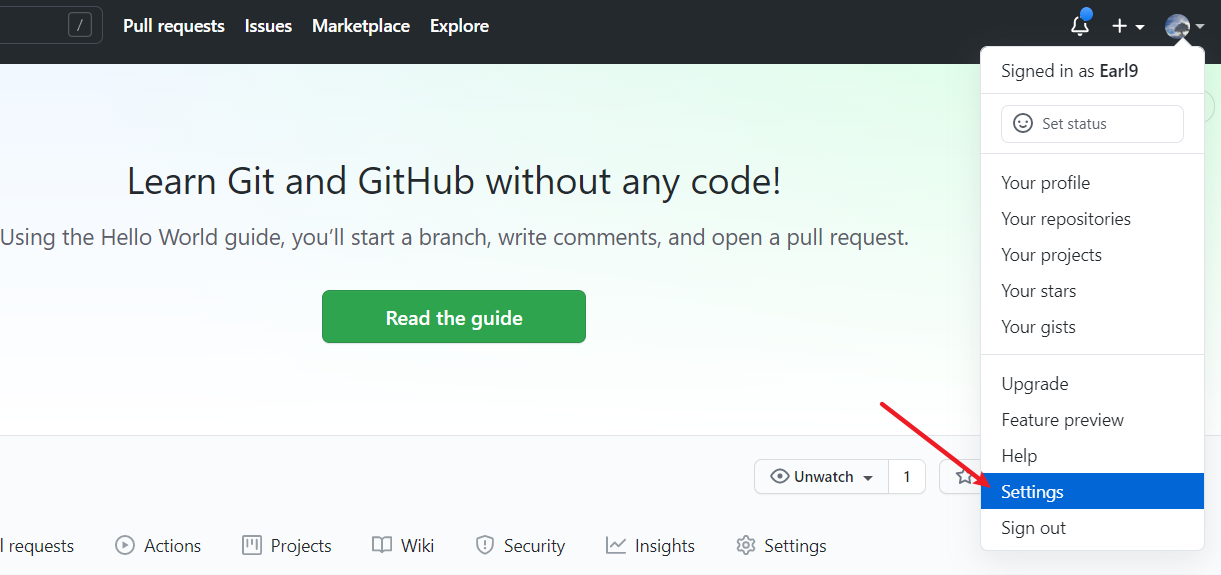 /
Pull requests Issues Marketplace Explore
Signed in as Earl9
Set status
Your profile
Your repositories
Your projects
Your stars
Your gists
Upgrade
Feature preview
Help
Settings
Sign out
Learn Git and GitHub without any code!
Using the Hello World guide, you’ll start a branch, write comments, and open a pull request.
Read the guide
Unwatch 1
l requests Actions Projects Wiki Security Insights Settings